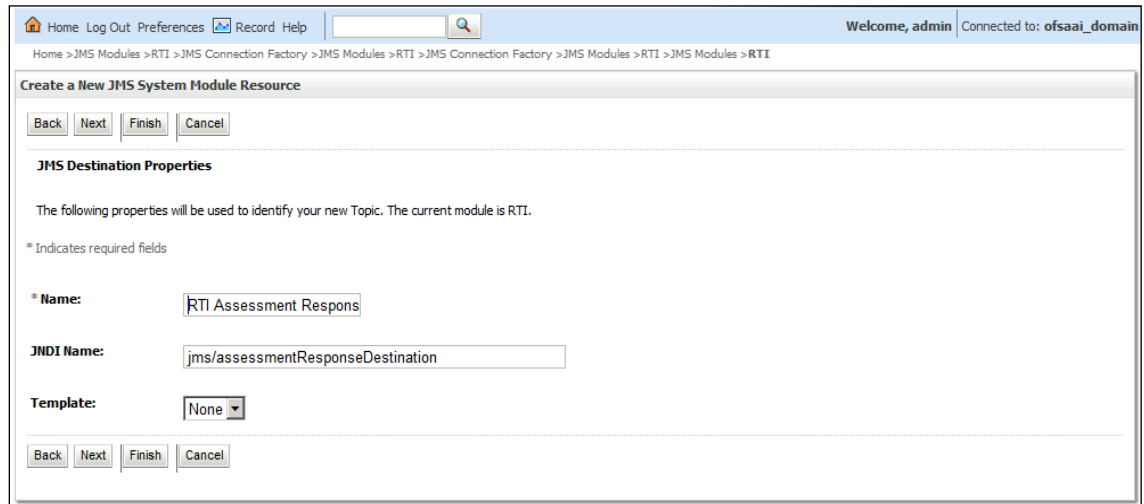 Home Log Out Preferences Record Help Welcome, admin Connected to: ofsaai_domain
Home >JMS Modules >RTI >JMS Connection Factory >JMS Modules >RTI >JMS Connection Factory >JMS Modules >RTI >JMS Modules >RTI
Create a New JMS System Module Resource
Back Next Finish Cancel
JMS Destination Properties
The following properties will be used to identify your new Topic. The current module is RTI.
* Indicates required fields
* Name: RTI Assessment Respons
JNDI Name: jms/assessmentResponseDestination
Template: None
Back Next Finish Cancel